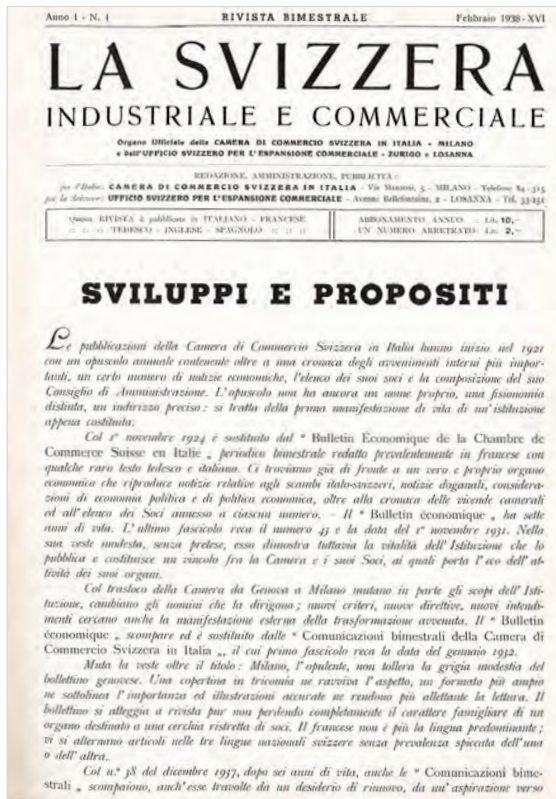 Anno 1 - N. 1 RIVISTA BIMESTRALE Febbraio 1938 - XVI
LA SVIZZERA
INDUSTRIALE E COMMERCIALE
Organo Ufficiale della CAMERA DI COMMERCIO SVIZZERA IN ITALIA - MILANO
e dell'UFFICIO SVIZZERO PER L'ESPANSIONE COMMERCIALE - ZURIGO e LOSANNA
REDAZIONE, AMMINISTRAZIONE, PUBBLICITÀ:
per l'Italia: CAMERA DI COMMERCIO SVIZZERA IN ITALIA - Via Manzoni, 5 - MILANO - Telefono 84-315
per la Svizzera: UFFICIO SVIZZERO PER L'ESPANSIONE COMMERCIALE - Avenue Bellefontaine, 2 - LOSANNA - Tel. 33-231
Questa RIVISTA è pubblicata in ITALIANO - FRANCESE
TEDESCO - INGLESE - SPAGNOLO
ABBONAMENTO ANNUO Lit. 10,-
UN NUMERO ARRETRATO: Lit. 2,-
SVILUPPI E PROPOSITI
Le pubblicazioni della Camera di Commercio Svizzera in Italia hanno inizio nel 1921
con un opuscolo annuale contenente oltre a una cronaca degli avvenimenti interni più impor-
tanti, un certo numero di notizie economiche, l'elenco dei suoi soci e la composizione del suo
Consiglio di Amministrazione. L'opuscolo non ha ancora un nome proprio, una fisionomia
distinta, un indirizzo preciso: si tratta della prima manifestazione di vita di un'istituzione
appena costituita.
Col 1° novembre 1924 è sostituito dal " Bulletin Économique de la Chambre de
Commerce Suisse en Italie „ periodico bimestrale redatto prevalentemente in francese con
qualche raro testo tedesco e italiano. Ci troviamo già di fronte a un vero e proprio organo
economico che riproduce notizie relative agli scambi italo-svizzeri, notizie doganali, considera-
zioni di economia politica e di politica economica, oltre alla cronaca delle vicende camerali
ed all'elenco dei Soci annesso a ciascun numero. - Il " Bulletin économique „ ha sette
anni di vita. L'ultimo fascicolo reca il numero 43 e la data del 1° novembre 1931. Nella
sua veste modesta, senza pretese, esso dimostra tuttavia la vitalità dell'Istituzione che lo
pubblica e costituisce un vincolo fra la Camera e i suoi Soci, ai quali porta l'eco dell'at-
tività dei suoi organi.
Col trasloco della Camera da Genova a Milano mutano in parte gli scopi dell'Isti-
tuzione, cambiano gli uomini che la dirigono; nuovi criteri, nuove direttive, nuovi intendi-
menti cercano anche la manifestazione esterna della trasformazione avvenuta. Il " Bulletin
économique „ scompare ed è sostituito dalle " Comunicazioni bimestrali della Camera di
Commercio Svizzera in Italia „, il cui primo fascicolo reca la data del gennaio 1932.
Muta la veste oltre il titolo: Milano, l'opulente, non tollera la grigia modestia del
bollettino genovese. Una copertina in tricomia ne ravviva l'aspetto, un formato più ampio
ne sottolinea l'importanza ed illustrazioni accurate ne rendono più allettante la lettura. Il
bollettino si atteggia a rivista pur non perdendo completamente il carattere famigliare di un
organo destinato a una cerchia ristretta di soci. Il francese non è più la lingua predominante;
vi si alternano articoli nelle tre lingue nazionali svizzere senza prevalenza spiccata dell'una
o dell'altra.
Col n.° 38 del dicembre 1937, dopo sei anni di vita, anche le " Comunicazioni bime-
strali „ scompaiono, anch'esse travolte da un desiderio di rinnovo, da un'aspirazione verso